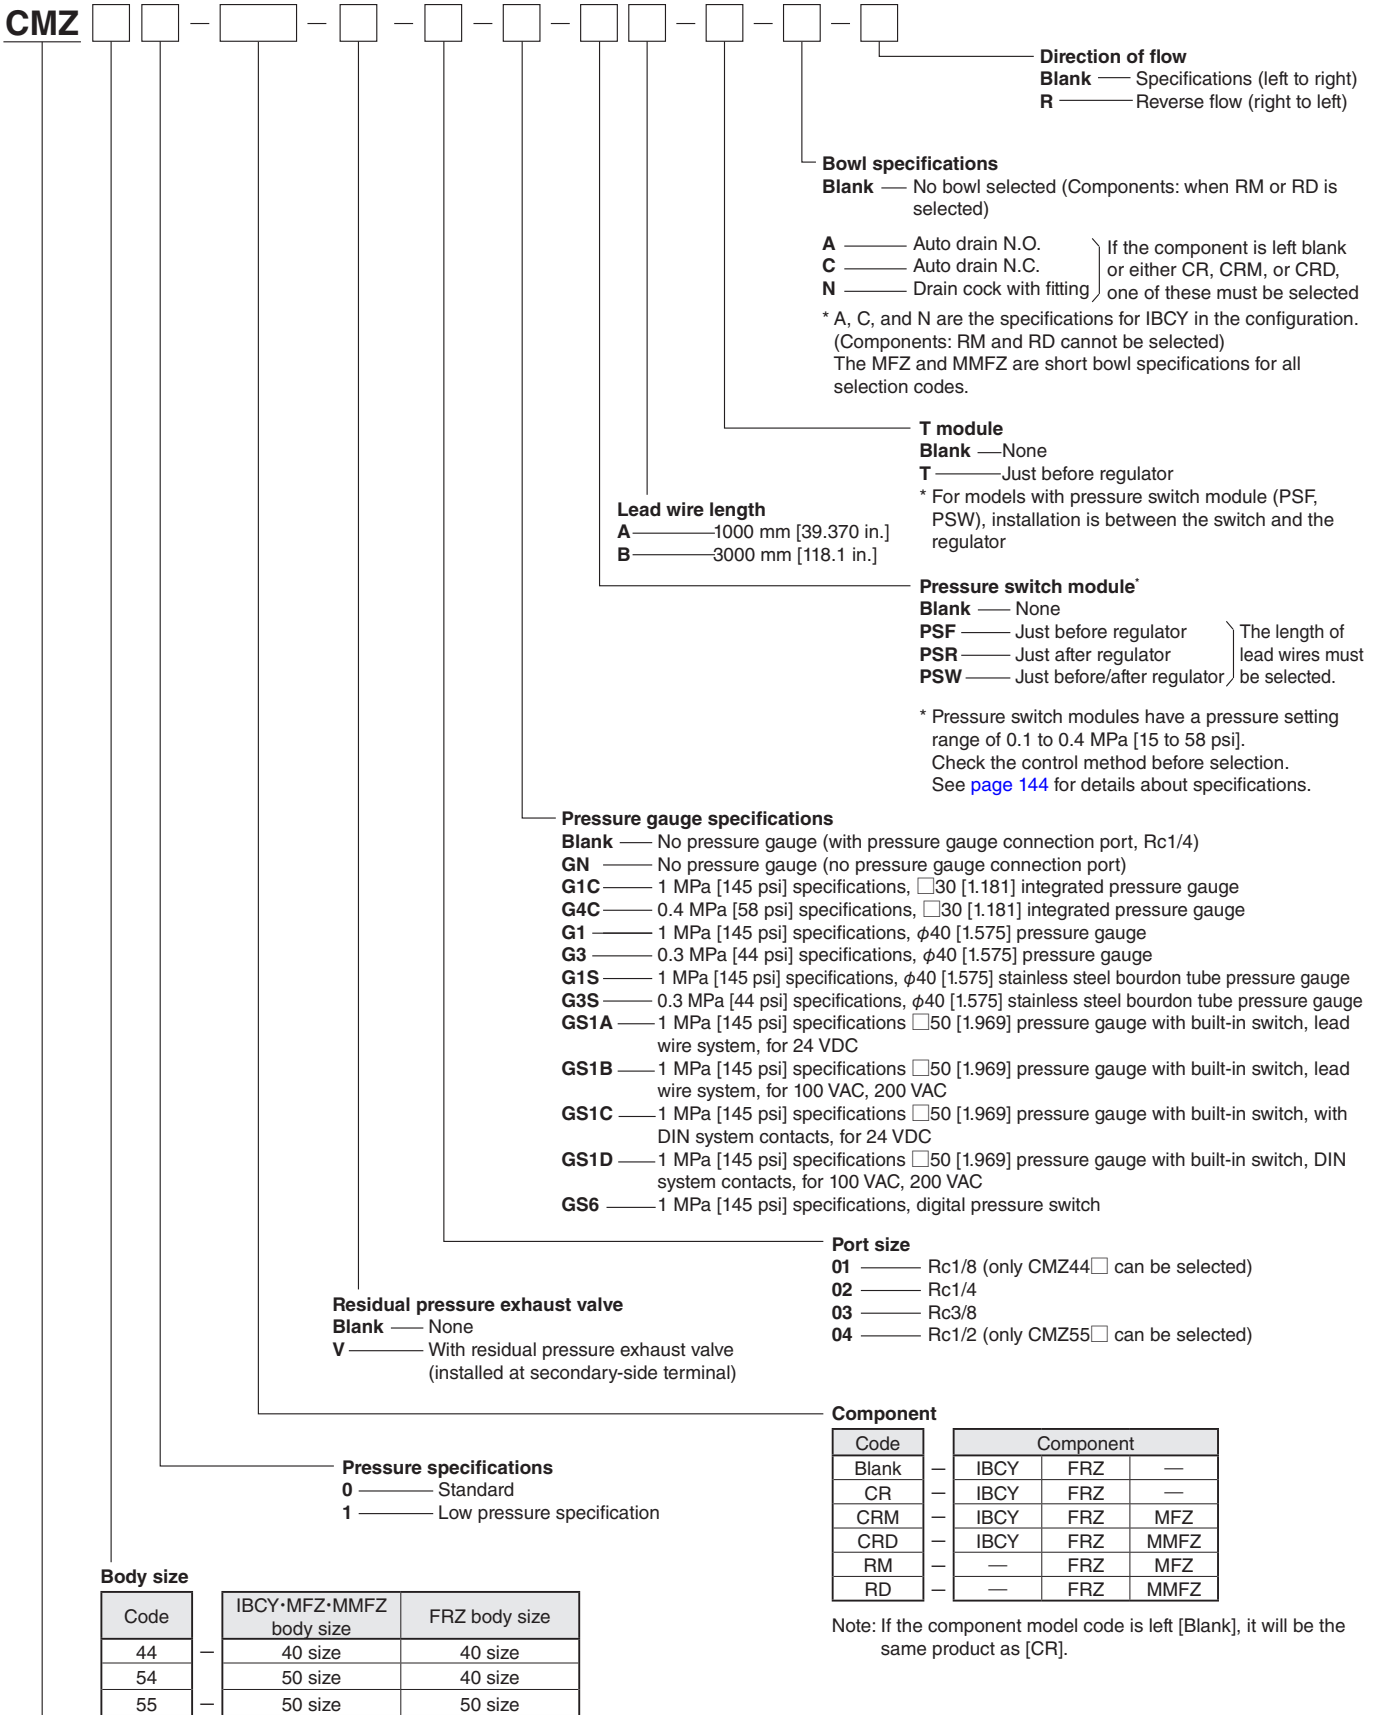 CMZ — — — — — — — —
Direction of flow
Blank — Specifications (left to right)
R — Reverse flow (right to left)
Bowl specifications
Blank — No bowl selected (Components: when RM or RD is
selected)
A — Auto drain N.O.
C — Auto drain N.C.
N — Drain cock with fitting
If the component is left blank
or either CR, CRM, or CRD,
one of these must be selected
* A, C, and N are the specifications for IBCY in the configuration.
(Components: RM and RD cannot be selected)
The MFZ and MMFZ are short bowl specifications for all
selection codes.
T module
Blank — None
T — Just before regulator
* For models with pressure switch module (PSF,
PSW), installation is between the switch and the
regulator
Lead wire length
A — 1000 mm [39.370 in.]
B — 3000 mm [118.1 in.]
Pressure switch module*
Blank — None
PSF — Just before regulator
PSR — Just after regulator
PSW — Just before/after regulator
The length of
lead wires must
be selected.
* Pressure switch modules have a pressure setting
range of 0.1 to 0.4 MPa [15 to 58 psi].
Check the control method before selection.
See page 144 for details about specifications.
Pressure gauge specifications
Blank — No pressure gauge (with pressure gauge connection port, Rc1/4)
GN — No pressure gauge (no pressure gauge connection port)
G1C — 1 MPa [145 psi] specifications, □30 [1.181] integrated pressure gauge
G4C — 0.4 MPa [58 psi] specifications, □30 [1.181] integrated pressure gauge
G1 — 1 MPa [145 psi] specifications, φ40 [1.575] pressure gauge
G3 — 0.3 MPa [44 psi] specifications, φ40 [1.575] pressure gauge
G1S — 1 MPa [145 psi] specifications, φ40 [1.575] stainless steel bourdon tube pressure gauge
G3S — 0.3 MPa [44 psi] specifications, φ40 [1.575] stainless steel bourdon tube pressure gauge
GS1A — 1 MPa [145 psi] specifications □50 [1.969] pressure gauge with built-in switch, lead
wire system, for 24 VDC
GS1B — 1 MPa [145 psi] specifications □50 [1.969] pressure gauge with built-in switch, lead
wire system, for 100 VAC, 200 VAC
GS1C — 1 MPa [145 psi] specifications □50 [1.969] pressure gauge with built-in switch, with
DIN system contacts, for 24 VDC
GS1D — 1 MPa [145 psi] specifications □50 [1.969] pressure gauge with built-in switch, DIN
system contacts, for 100 VAC, 200 VAC
GS6 — 1 MPa [145 psi] specifications, digital pressure switch
Port size
01 — Rc1/8 (only CMZ44□ can be selected)
02 — Rc1/4
03 — Rc3/8
04 — Rc1/2 (only CMZ55□ can be selected)
Residual pressure exhaust valve
Blank — None
V — With residual pressure exhaust valve
(installed at secondary-side terminal)
Component
Code Component
Blank — IBCY FRZ —
CR — IBCY FRZ —
CRM — IBCY FRZ MFZ
CRD — IBCY FRZ MMFZ
RM — — FRZ MFZ
RD — — FRZ MMFZ
Note: If the component model code is left [Blank], it will be the
same product as [CR].
Pressure specifications
0 — Standard
1 — Low pressure specification
Body size
Code IBCY·MFZ·MMFZ body size FRZ body size
44 — 40 size 40 size
54 50 size 40 size
55 — 50 size 50 size